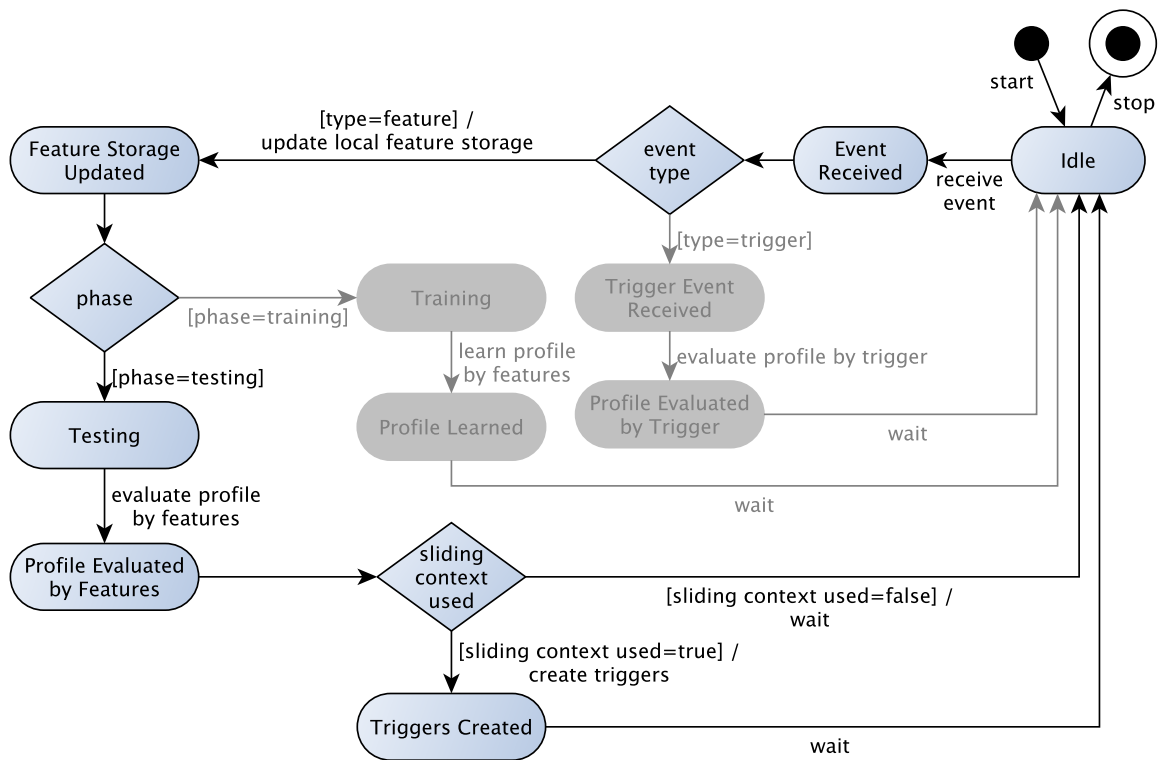 start
stop
[type=feature] /
update local feature storage
Feature Storage
Updated
event
type
Event
Received
Idle
receive
event
[type=trigger]
phase
[phase=training]
Training
Trigger Event
Received
learn profile
by features
evaluate profile by trigger
[phase=testing]
Testing
Profile Learned
Profile Evaluated
by Trigger
wait
evaluate profile
by features
wait
Profile Evaluated
by Features
sliding
context
used
[sliding context used=false] /
wait
[sliding context used=true] /
create triggers
Triggers Created
wait